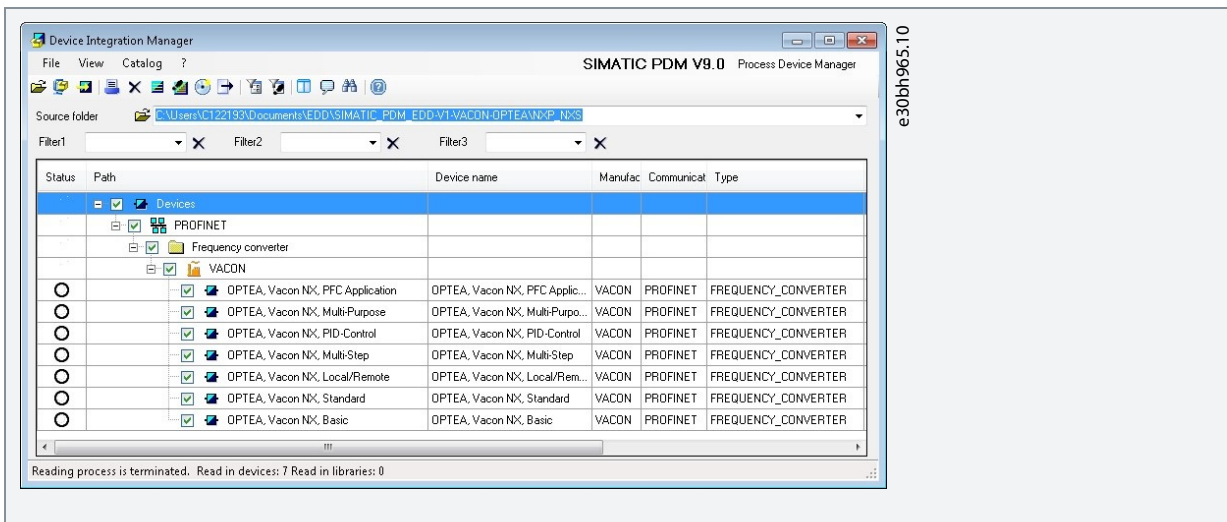 Device Integration Manager
File View Catalog ?
SIMATIC PDM V9.0 Process Device Manager
Source folder C:\Users\C122193\Documents\EDD\SIMATIC_PDM_EDD-V1-VACON-OPTEA\NXP_NXS
Filter1 Filter2 Filter3
Status Path Device name Manufac Communicat Type
Devices
PROFINET
Frequency converter
VACON
OPTEA, Vacon NX, PFC Application OPTEA, Vacon NX, PFC Applic... VACON PROFINET FREQUENCY_CONVERTER
OPTEA, Vacon NX, Multi-Purpose OPTEA, Vacon NX, Multi-Purpo... VACON PROFINET FREQUENCY_CONVERTER
OPTEA, Vacon NX, PID-Control OPTEA, Vacon NX, PID-Control VACON PROFINET FREQUENCY_CONVERTER
OPTEA, Vacon NX, Multi-Step OPTEA, Vacon NX, Multi-Step VACON PROFINET FREQUENCY_CONVERTER
OPTEA, Vacon NX, Local/Remote OPTEA, Vacon NX, Local/Rem... VACON PROFINET FREQUENCY_CONVERTER
OPTEA, Vacon NX, Standard OPTEA, Vacon NX, Standard VACON PROFINET FREQUENCY_CONVERTER
OPTEA, Vacon NX, Basic OPTEA, Vacon NX, Basic VACON PROFINET FREQUENCY_CONVERTER
Reading process is terminated. Read in devices: 7 Read in libraries: 0
e30bh965.10